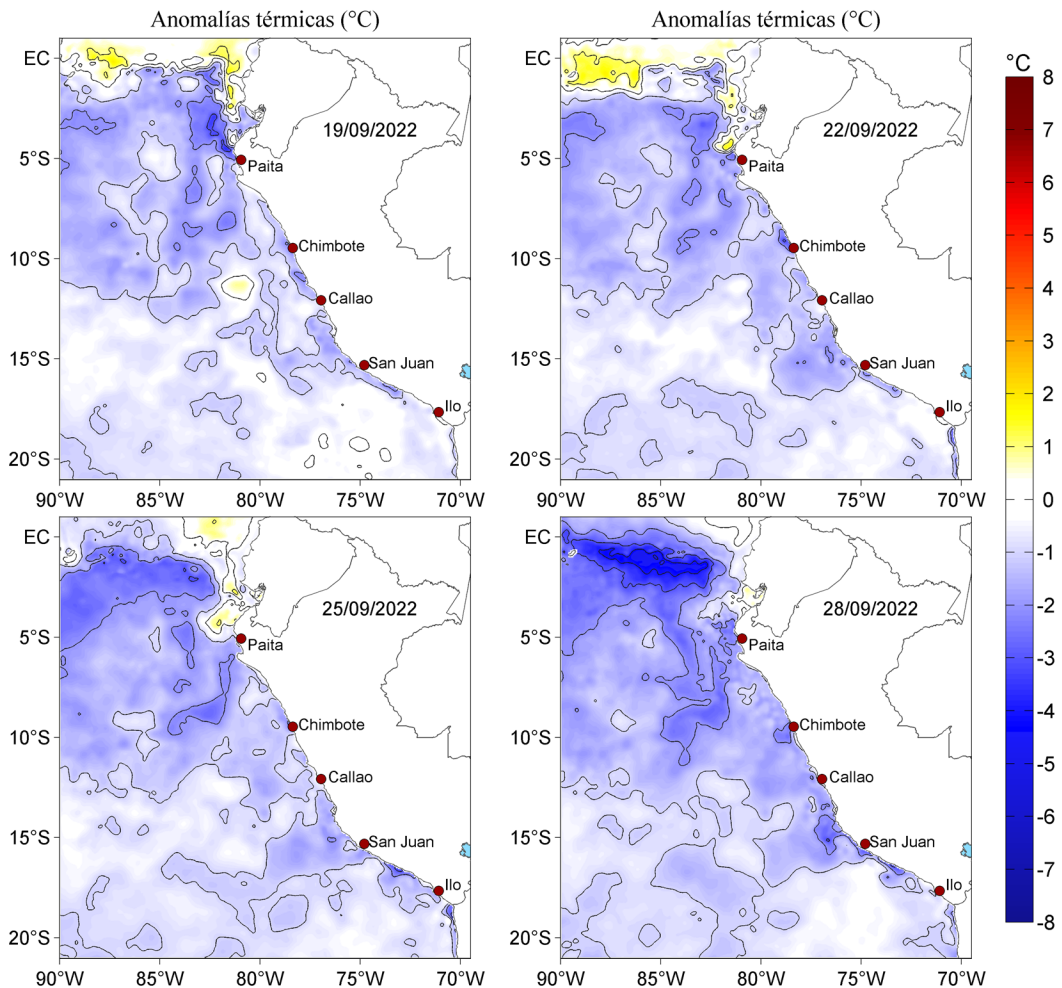 Anomalías térmicas (°C)
Anomalías térmicas (°C)
EC
5°S
10°S
15°S
20°S
90°W
85°W
80°W
75°W
70°W
19/09/2022
Paita
Chimbote
Callao
San Juan
Ilo
EC
5°S
10°S
15°S
20°S
90°W
85°W
80°W
75°W
70°W
22/09/2022
Paita
Chimbote
Callao
San Juan
Ilo
EC
5°S
10°S
15°S
20°S
90°W
85°W
80°W
75°W
70°W
25/09/2022
Paita
Chimbote
Callao
San Juan
Ilo
EC
5°S
10°S
15°S
20°S
90°W
85°W
80°W
75°W
70°W
28/09/2022
Paita
Chimbote
Callao
San Juan
Ilo
°C
8
7
6
5
4
3
2
1
0
-1
-2
-3
-4
-5
-6
-7
-8